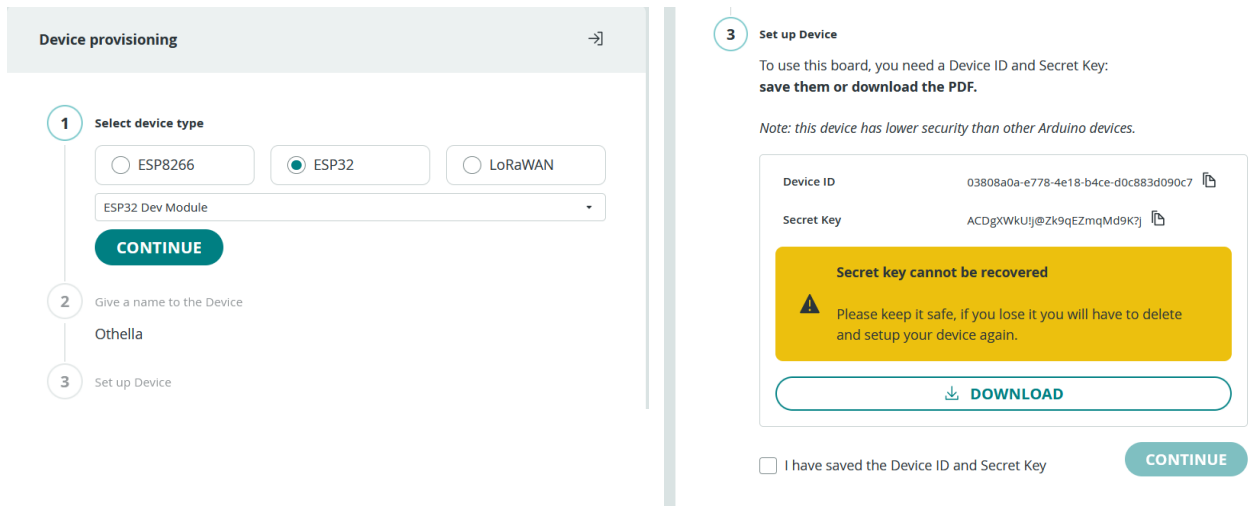 Device provisioning
1
Select device type
ESP8266
ESP32
LoRaWAN
ESP32 Dev Module
CONTINUE
2
Give a name to the Device
Othella
3
Set up Device
3
Set up Device
To use this board, you need a Device ID and Secret Key:
save them or download the PDF.
Note: this device has lower security than other Arduino devices.
Device ID
03808a0a-e778-4e18-b4ce-d0c883d090c7
Secret Key
ACDgXWkU!j@Zk9qEZmqMd9K?j
Secret key cannot be recovered
Please keep it safe, if you lose it you will have to delete
and setup your device again.
DOWNLOAD
I have saved the Device ID and Secret Key
CONTINUE